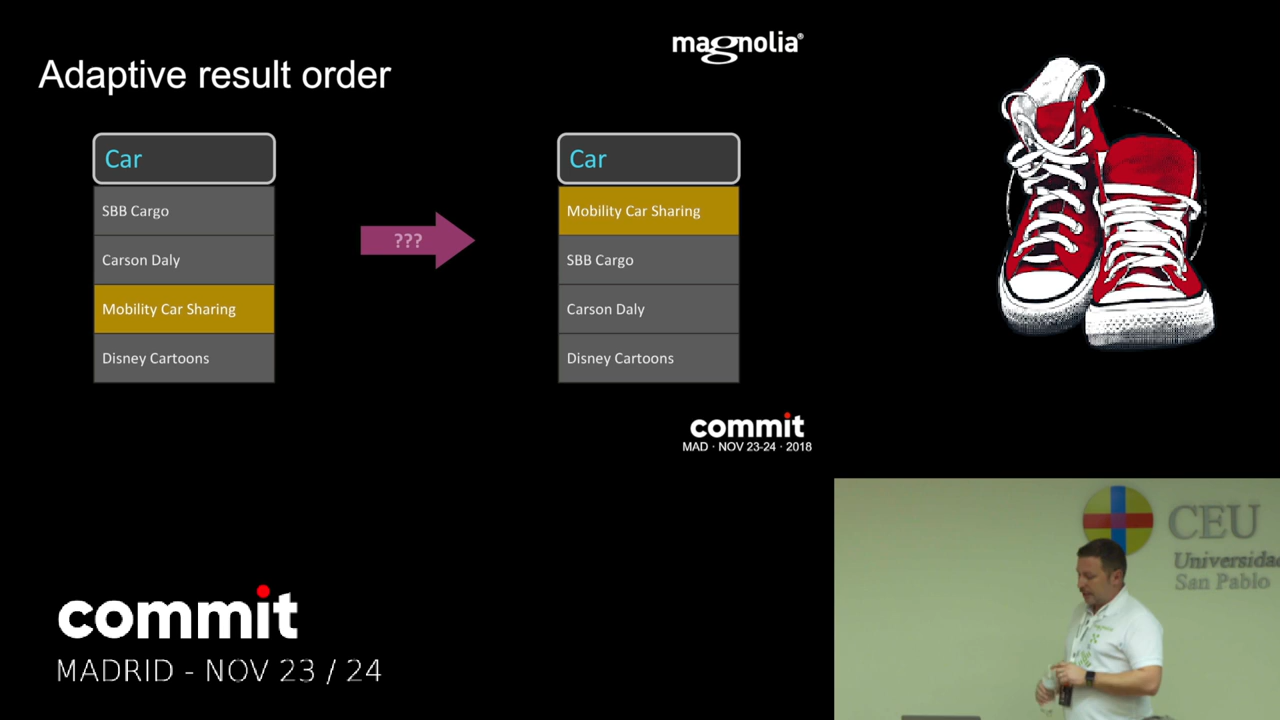 magnolia®
Adaptive result order
Car
SBB Cargo
Carson Daly
Mobility Car Sharing
Disney Cartoons
???
Car
Mobility Car Sharing
SBB Cargo
Carson Daly
Disney Cartoons
commit
MAD · NOV 23-24 · 2018
commit
MADRID - NOV 23 / 24
CEU
Universidad
San Pablo